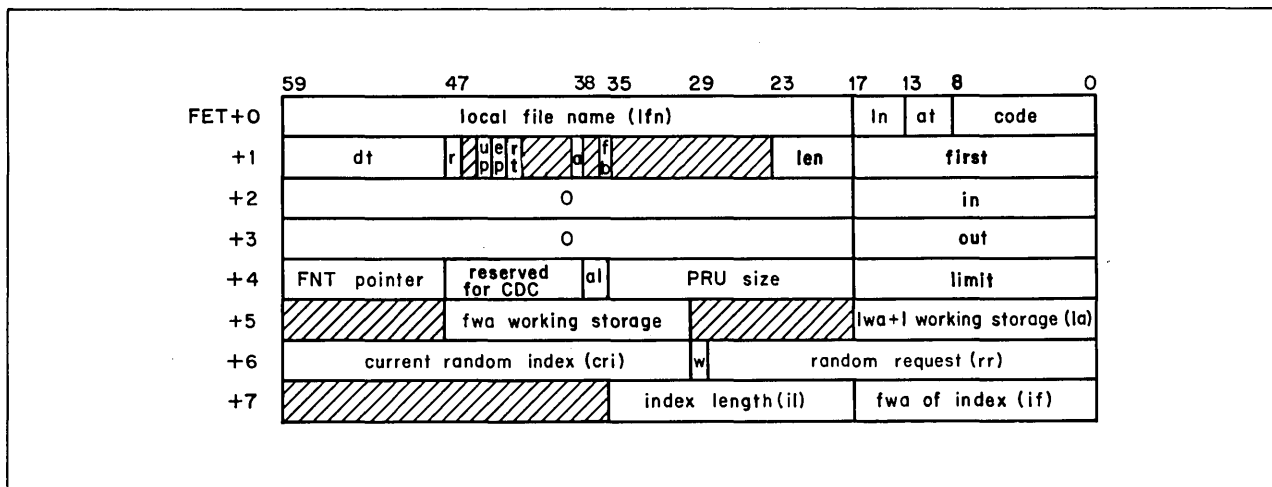 59 47 38 35 29 23 17 13 8 0
FET+0 local file name (lfn) ln at code
+1 dt r up ep rt a fb len first
+2 0 in
+3 0 out
+4 FNT pointer reserved for CDC al PRU size limit
+5 fwa working storage lwa+1 working storage (la)
+6 current random index (cri) w random request (rr)
+7 index length (il) fwa of index (if)